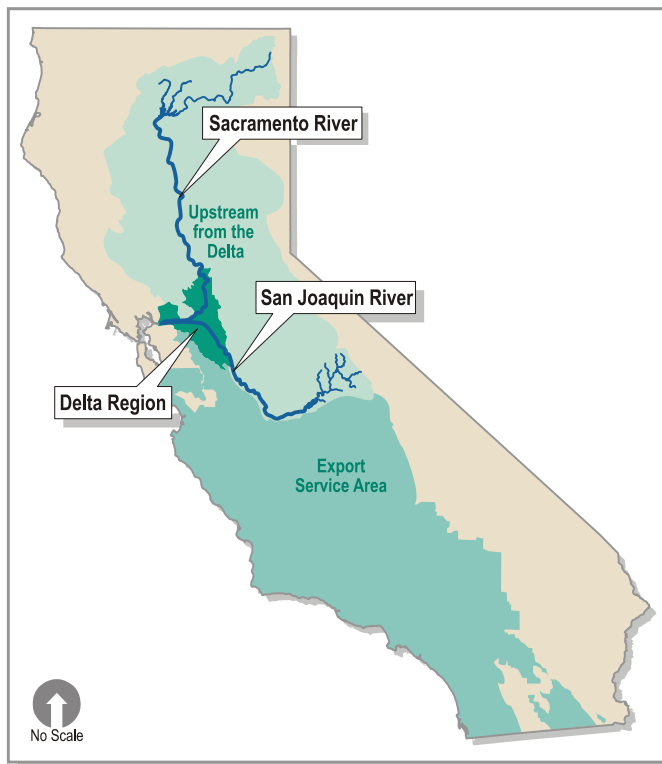 Sacramento River
Upstream
from the
Delta
San Joaquin River
Delta Region
Export
Service Area
No Scale